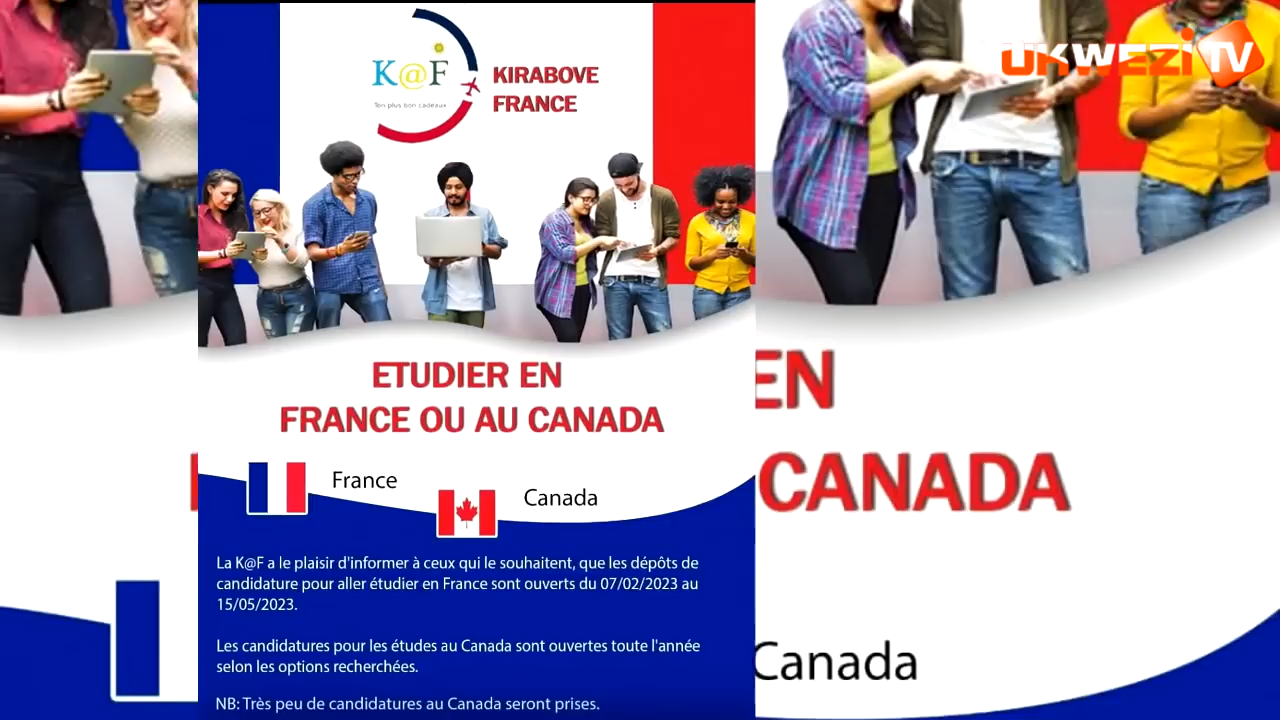 UKWEZI TV
K@F
Ton plus bon cadeaux
KIRABOVE
FRANCE
ETUDIER EN
FRANCE OU AU CANADA
France
Canada
La K@F a le plaisir d'informer à ceux qui le souhaitent, que les dépôts de
candidature pour aller étudier en France sont ouverts du 07/02/2023 au
15/05/2023.
Les candidatures pour les études au Canada sont ouvertes toute l'année
selon les options recherchées.
NB: Très peu de candidatures au Canada seront prises.
EN
CANADA
Canada